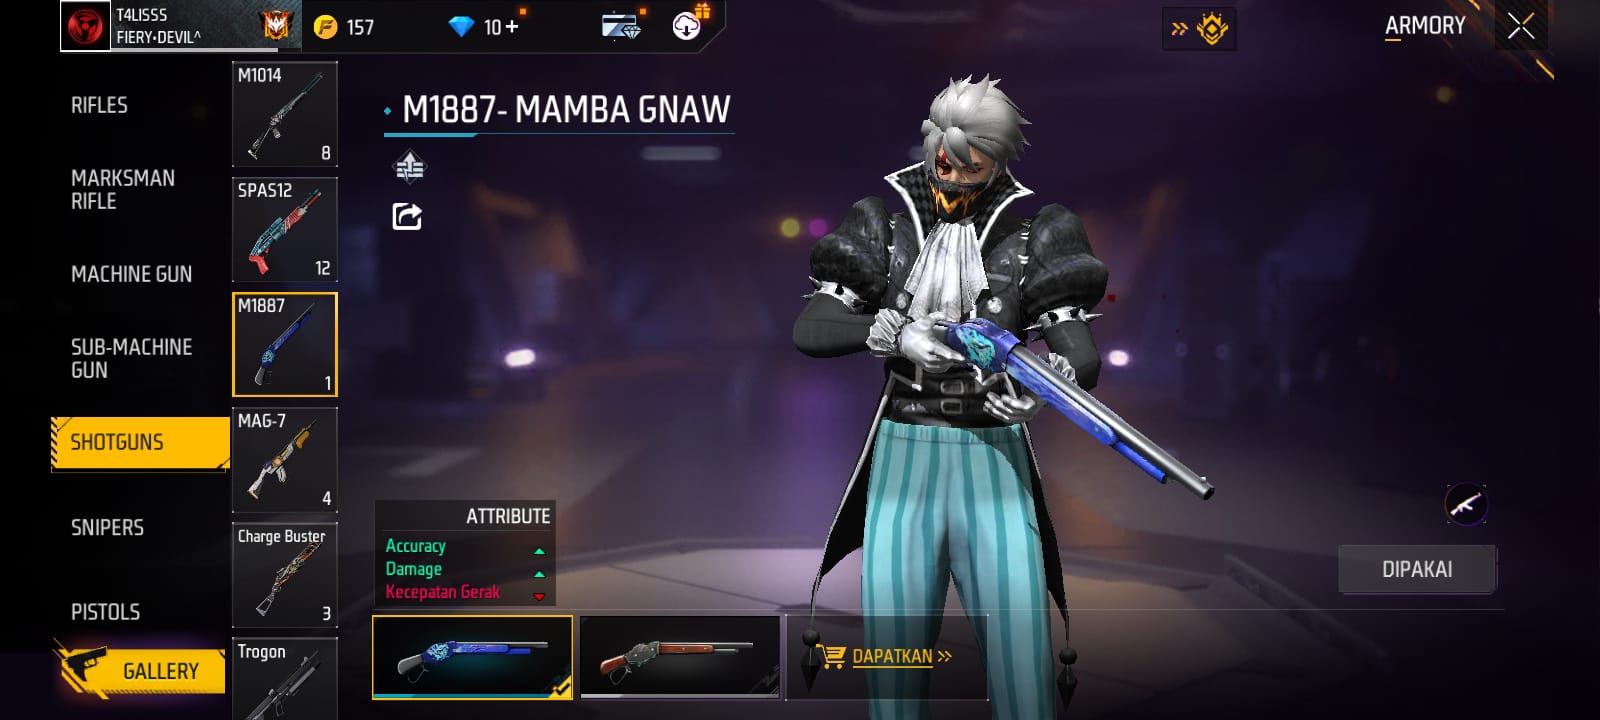 T4LISSS
FIERY•DEVIL^
157
10+
ARMORY
RIFLES
MARKSMAN
RIFLE
MACHINE GUN
SUB-MACHINE
GUN
SHOTGUNS
SNIPERS
PISTOLS
GALLERY
M1014
8
SPAS12
12
M1887
1
MAG-7
4
Charge Buster
3
Trogon
M1887- MAMBA GNAW
ATTRIBUTE
Accuracy
Damage
Kecepatan Gerak
DAPATKAN
DIPAKAI